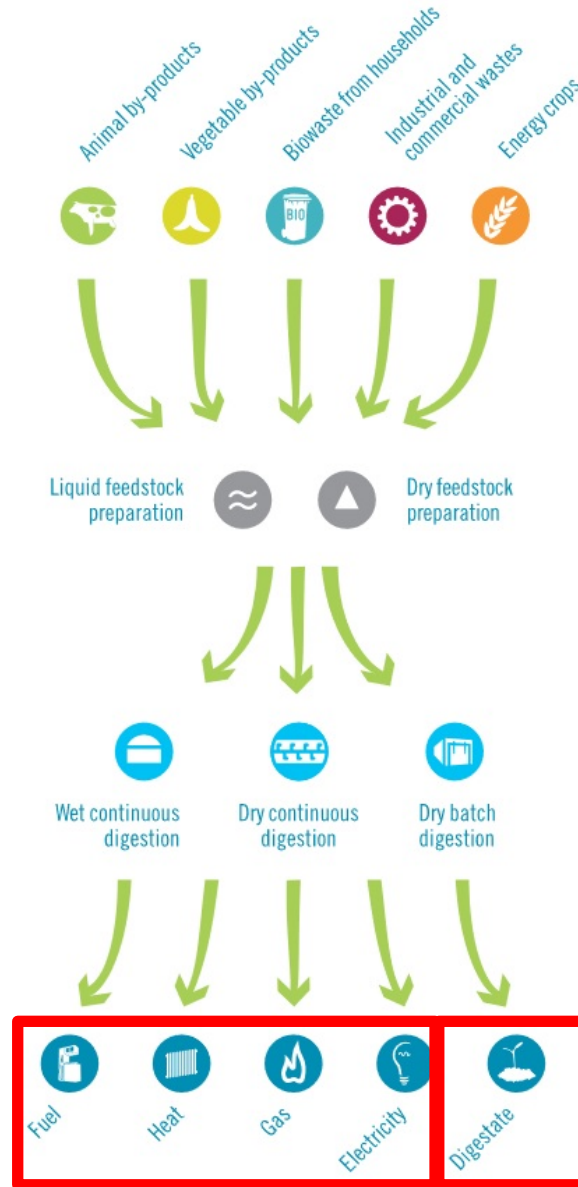 Animal by-products
Vegetable by-products
Biowaste from households
Industrial and
commercial wastes
Energy crops
BIO
Liquid feedstock
preparation
Dry feedstock
preparation
Wet continuous
digestion
Dry continuous
digestion
Dry batch
digestion
Fuel
Heat
Gas
Electricity
Digestate